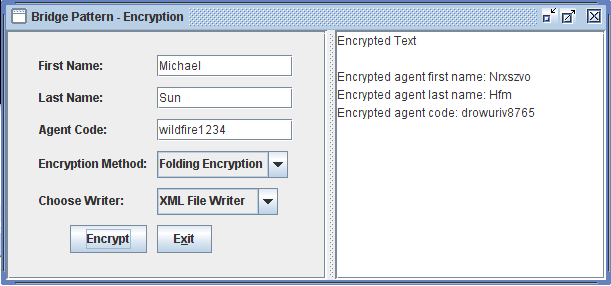 Bridge Pattern - Encryption
First Name: Michael
Last Name: Sun
Agent Code: wildfire1234
Encryption Method: Folding Encryption
Choose Writer: XML File Writer
Encrypt Exit
Encrypted Text
Encrypted agent first name: Nrxszvo
Encrypted agent last name: Hfm
Encrypted agent code: drowuriv8765